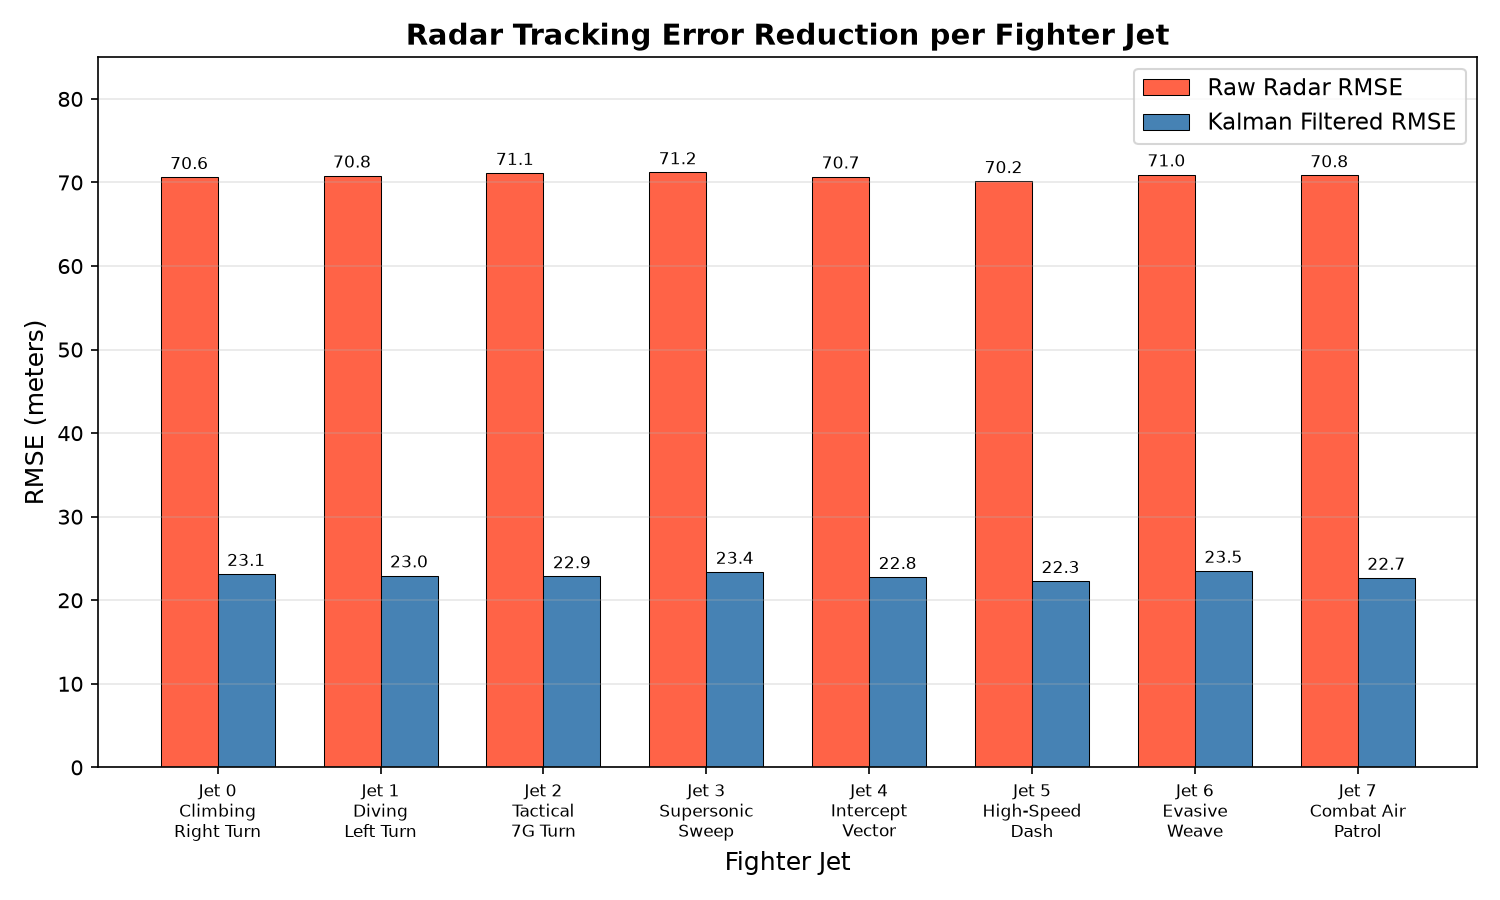 Radar Tracking Error Reduction per Fighter Jet
Raw Radar RMSE
Kalman Filtered RMSE
RMSE (meters)
80
70
60
50
40
30
20
10
0
70.6
23.1
70.8
23.0
71.1
22.9
71.2
23.4
70.7
22.8
70.2
22.3
71.0
23.5
70.8
22.7
Jet 0
Climbing
Right Turn
Jet 1
Diving
Left Turn
Jet 2
Tactical
7G Turn
Jet 3
Supersonic
Sweep
Jet 4
Intercept
Vector
Jet 5
High-Speed
Dash
Jet 6
Evasive
Weave
Jet 7
Combat Air
Patrol
Fighter Jet